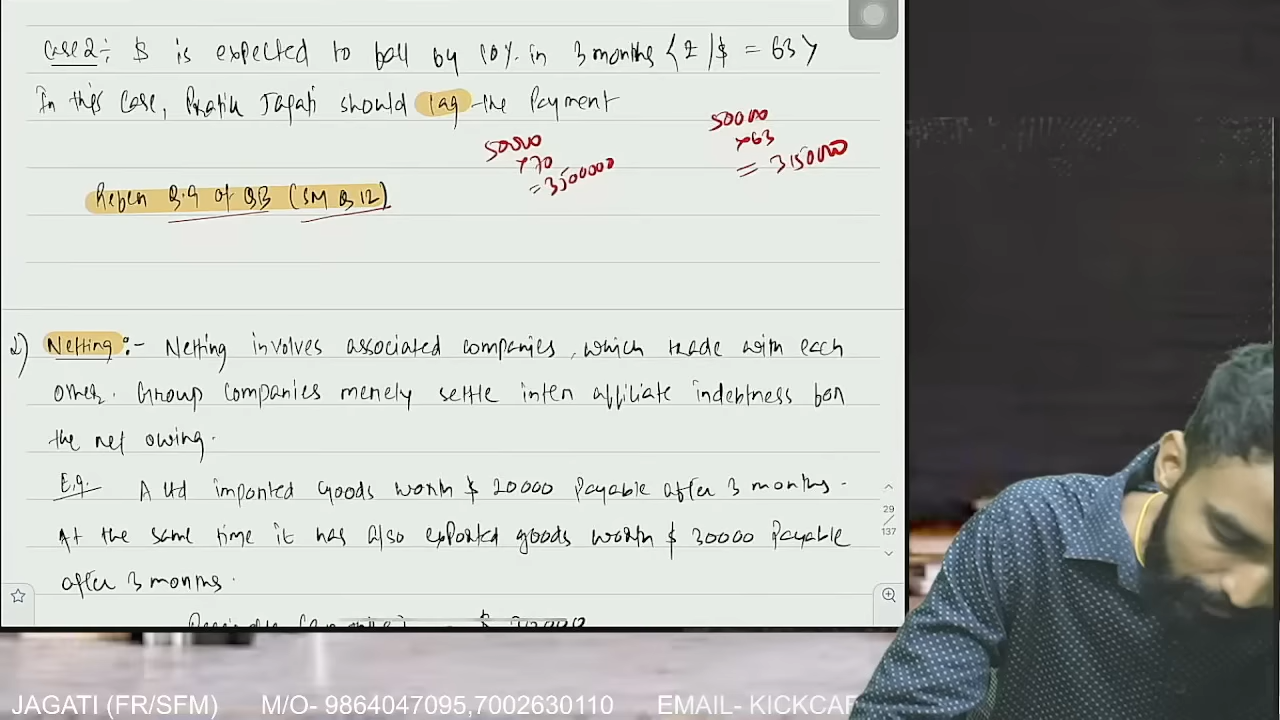 Case 2:- $ is expected to fall by 10% in 3 months {₹/$ = 63}
In this case, Pratik Jagati should lag the Payment
50000
×70
= 3500000
50000
×63
= 3150000
Refer Q.9 of QB (SM Q 12)
2) Netting :- Netting involves associated companies, which trade with each
other. Group companies merely settle inter affiliate indebtness for
the net owing.
E.g. A Ltd imported Goods worth $ 20000 Payable after 3 months.
At the same time it has also exported goods worth $ 30000 Payable
after 3 months.
29
137
JAGATI (FR/SFM) M/O- 9864047095,7002630110 EMAIL- KICKCAF